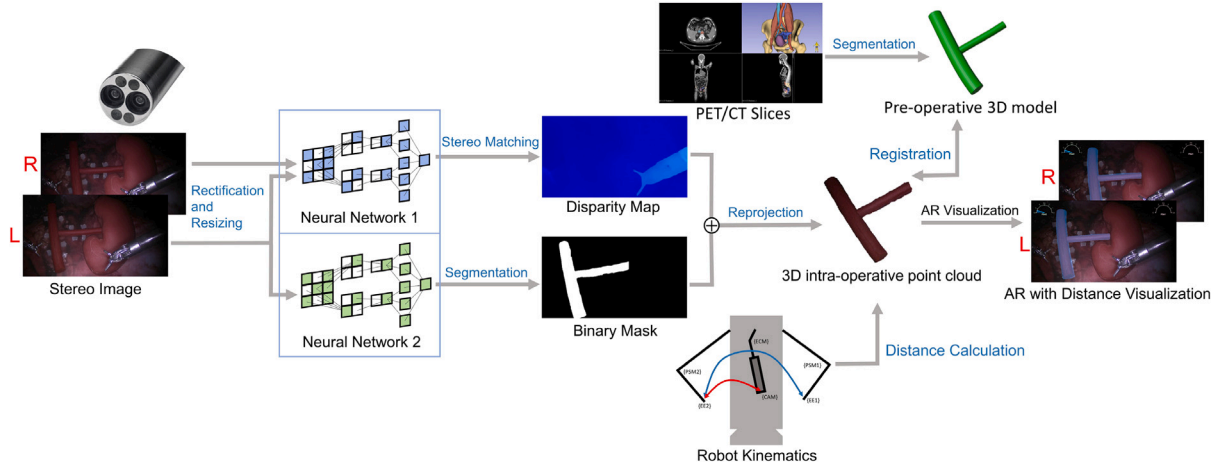 R
L
Stereo Image
Rectification
and
Resizing
Neural Network 1
Neural Network 2
Stereo Matching
Segmentation
Disparity Map
Binary Mask
PET/CT Slices
Segmentation
Pre-operative 3D model
Registration
Reprojection
3D intra-operative point cloud
AR Visualization
R
L
AR with Distance Visualization
Distance Calculation
{ECM}
{PSM2}
{PSM1}
{CAM}
{EE2}
{EE1}
Robot Kinematics